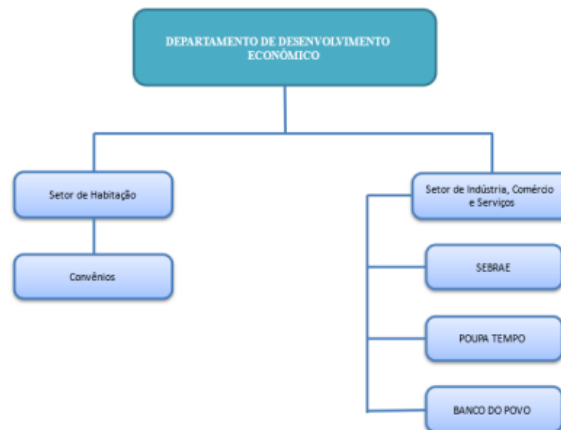 DEPARTAMENTO DE DESENVOLVIMENTO
ECONÔMICO
Setor de Habitação
Setor de Indústria, Comércio
e Serviços
Convênios
SEBRAE
POUPA TEMPO
BANCO DO POVO